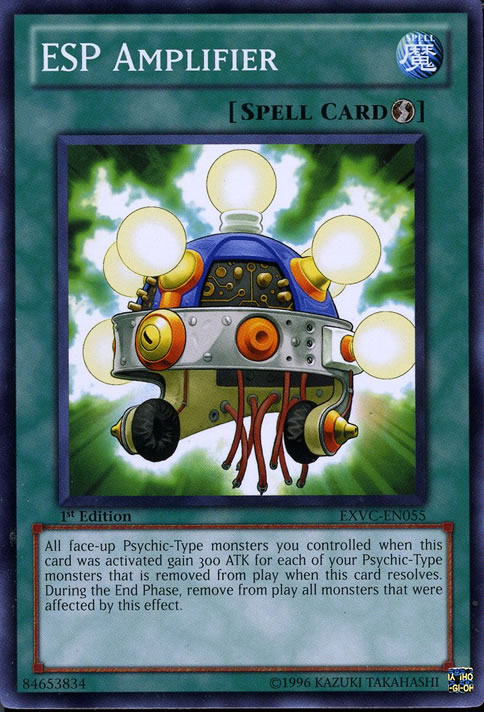 ESP AMPLIFIER
SPELL
魔
[SPELL CARD]
1st Edition
EXVC-EN055
All face-up Psychic-Type monsters you controlled when this
card was activated gain 300 ATK for each of your Psychic-Type
monsters that is removed from play when this card resolves.
During the End Phase, remove from play all monsters that were
affected by this effect.
84653834
©1996 KAZUKI TAKAHASHI